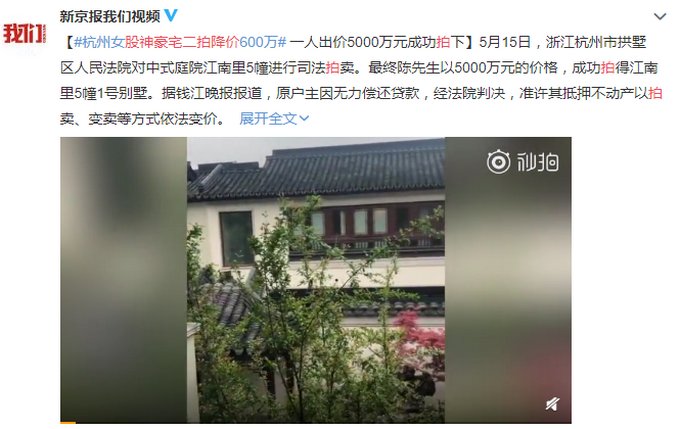 我们
新京报我们视频
【#杭州女股神豪宅二拍降价600万# 一人出价5000万元成功拍下】5月15日，浙江杭州市拱墅
区人民法院对中式庭院江南里5幢进行司法拍卖。最终陈先生以5000万元的价格，成功拍得江南
里5幢1号别墅。据钱江晚报报道，原户主因无力偿还贷款，经法院判决，准许其抵押不动产以拍
卖、变卖等方式依法变价。 展开全文
秒拍